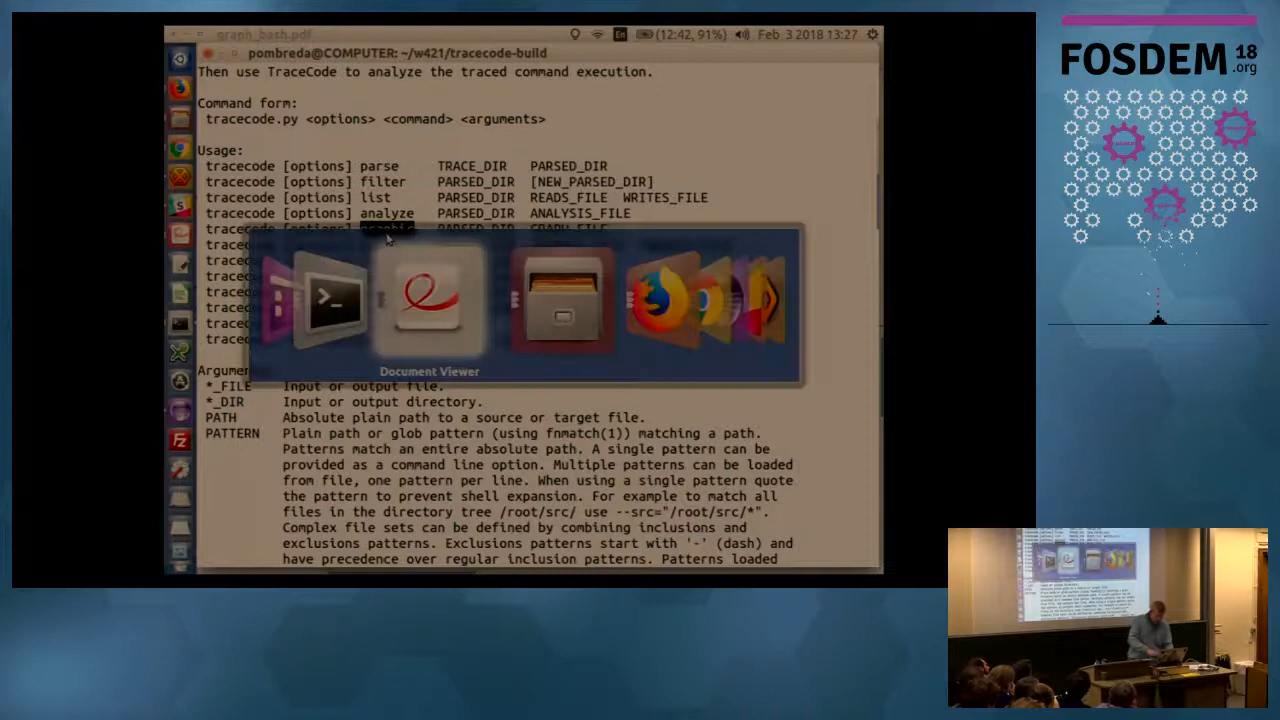 graph_bash.pdf
En (12:42, 91%) Feb 3 2018 13:27
pombreda@COMPUTER: ~/w421/tracecode-build
Then use TraceCode to analyze the traced command execution.
Command form:
tracecode.py <options> <command> <arguments>
Usage:
tracecode [options] parse TRACE_DIR PARSED_DIR
tracecode [options] filter PARSED_DIR [NEW_PARSED_DIR]
tracecode [options] list PARSED_DIR READS_FILE WRITES_FILE
tracecode [options] analyze PARSED_DIR ANALYSIS_FILE
Document Viewer
*_FILE Input or output file.
*_DIR Input or output directory.
PATH Absolute plain path to a source or target file.
PATTERN Plain path or glob pattern (using fnmatch(1)) matching a path.
Patterns match an entire absolute path. A single pattern can be
provided as a command line option. Multiple patterns can be loaded
from file, one pattern per line. When using a single pattern quote
the pattern to prevent shell expansion. For example to match all
files in the directory tree /root/src/ use --src="/root/src/*".
Complex file sets can be defined by combining inclusions and
exclusions patterns. Exclusions patterns start with '-' (dash) and
have precedence over regular inclusion patterns. Patterns loaded
FOSDEM 18
.org